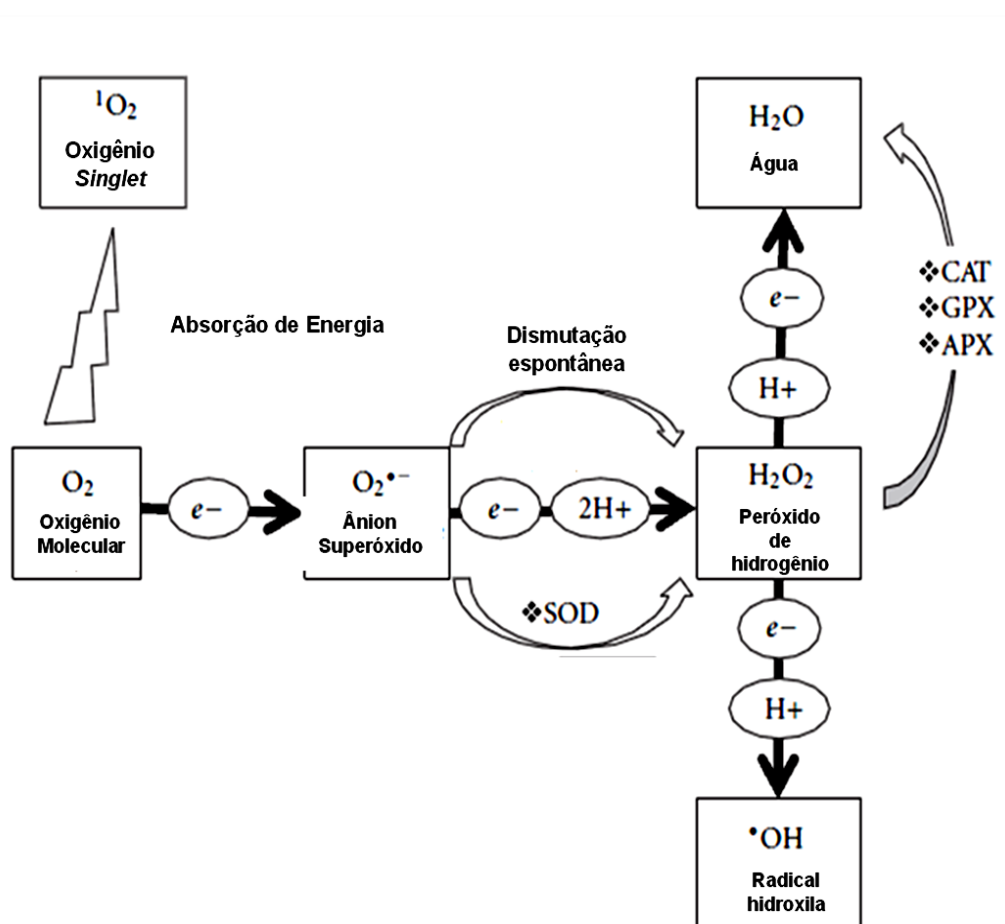 ¹O₂
Oxigênio
Singlet
H₂O
Água
e−
❖CAT
❖GPX
❖APX
Absorção de Energia
Dismutação
espontânea
H+
O₂
Oxigênio
Molecular
e−
O₂•−
Ânion
Superóxido
e−
2H+
H₂O₂
Peróxido
de
hidrogênio
❖SOD
e−
H+
•OH
Radical
hidroxila